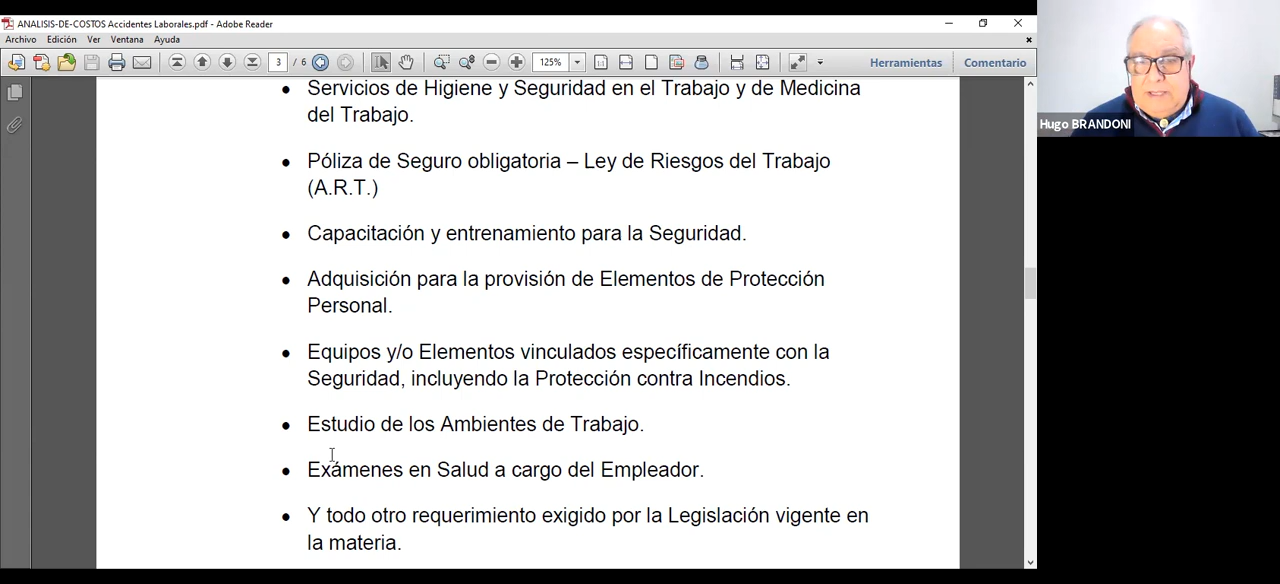 ANALISIS-DE-COSTOS Accidentes Laborales.pdf - Adobe Reader
Archivo Edición Ver Ventana Ayuda
3 / 6 125% Herramientas Comentario
• Servicios de Higiene y Seguridad en el Trabajo y de Medicina
del Trabajo.
• Póliza de Seguro obligatoria – Ley de Riesgos del Trabajo
(A.R.T.)
• Capacitación y entrenamiento para la Seguridad.
• Adquisición para la provisión de Elementos de Protección
Personal.
• Equipos y/o Elementos vinculados específicamente con la
Seguridad, incluyendo la Protección contra Incendios.
• Estudio de los Ambientes de Trabajo.
• Exámenes en Salud a cargo del Empleador.
• Y todo otro requerimiento exigido por la Legislación vigente en
la materia.
Hugo BRANDONI